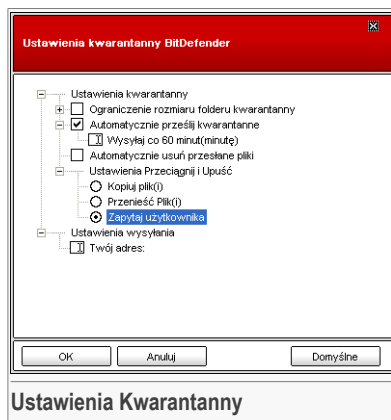 Ustawienia kwarantanny BitDefender
Ustawienia kwarantanny
Ograniczenie rozmiaru folderu kwarantanny
Automatycznie prześlij kwarantanne
Wysyłaj co 60 minut(minutę)
Automatycznie usuń przesłane pliki
Ustawienia Przeciągnij i Upuść
Kopiuj plik(i)
Przenieść Plik(i)
Zapytaj użytkownika
Ustawienia wysyłania
Twój adres:
OK Anuluj Domyślne
Ustawienia Kwarantanny